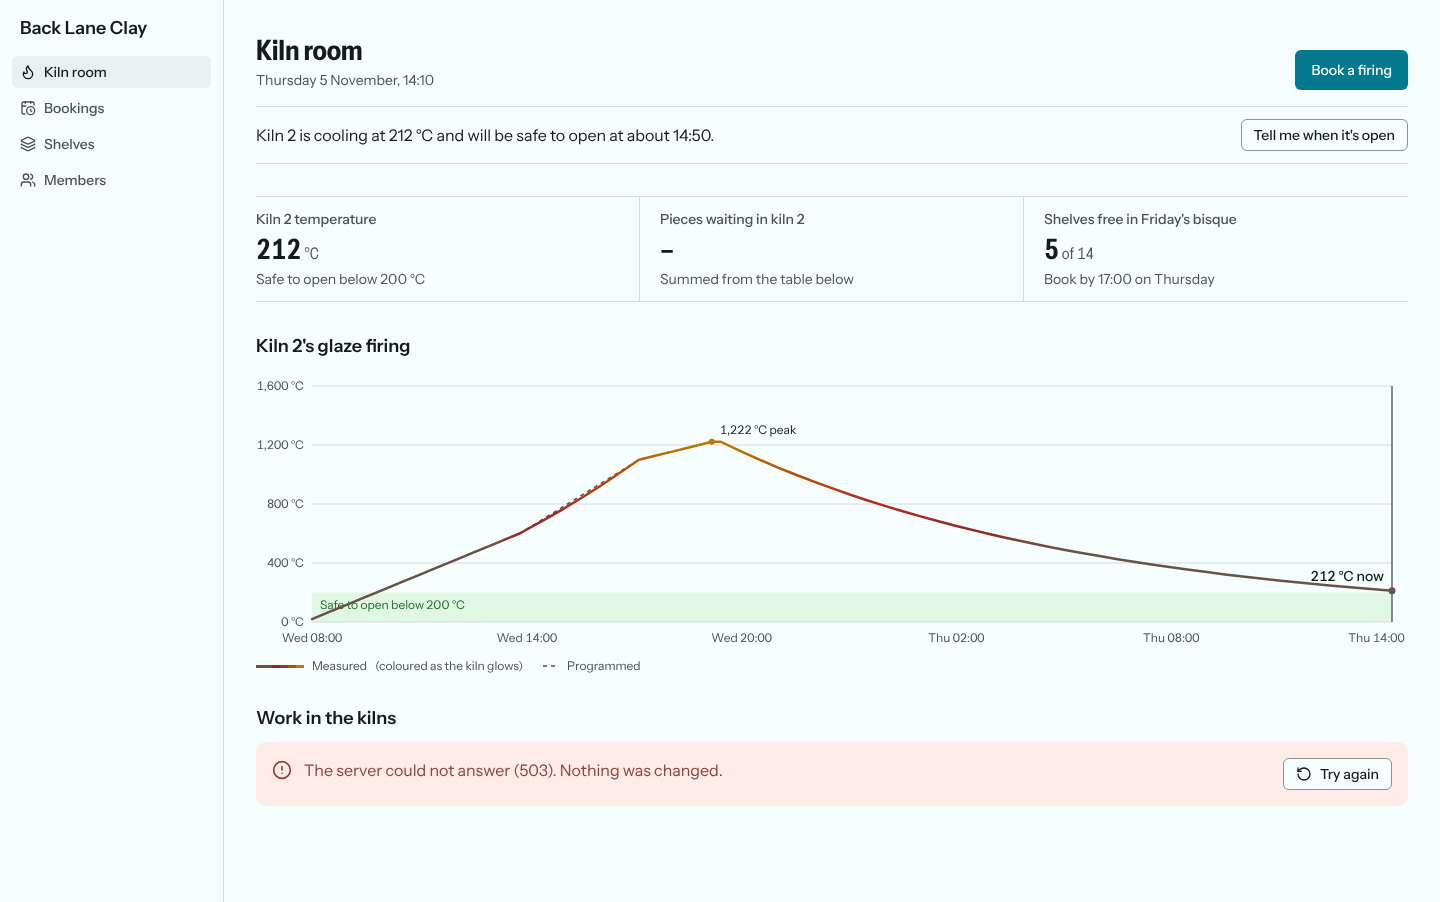 Back Lane Clay
Kiln room
Bookings
Shelves
Members
Kiln room
Thursday 5 November, 14:10
Book a firing
Kiln 2 is cooling at 212 °C and will be safe to open at about 14:50.
Tell me when it's open
Kiln 2 temperature
212 °C
Safe to open below 200 °C
Pieces waiting in kiln 2
–
Summed from the table below
Shelves free in Friday's bisque
5 of 14
Book by 17:00 on Thursday
Kiln 2's glaze firing
1,600 °C
1,200 °C
800 °C
400 °C
0 °C
1,222 °C peak
212 °C now
Safe to open below 200 °C
Wed 08:00
Wed 14:00
Wed 20:00
Thu 02:00
Thu 08:00
Thu 14:00
Measured (coloured as the kiln glows)
Programmed
Work in the kilns
The server could not answer (503). Nothing was changed.
Try again